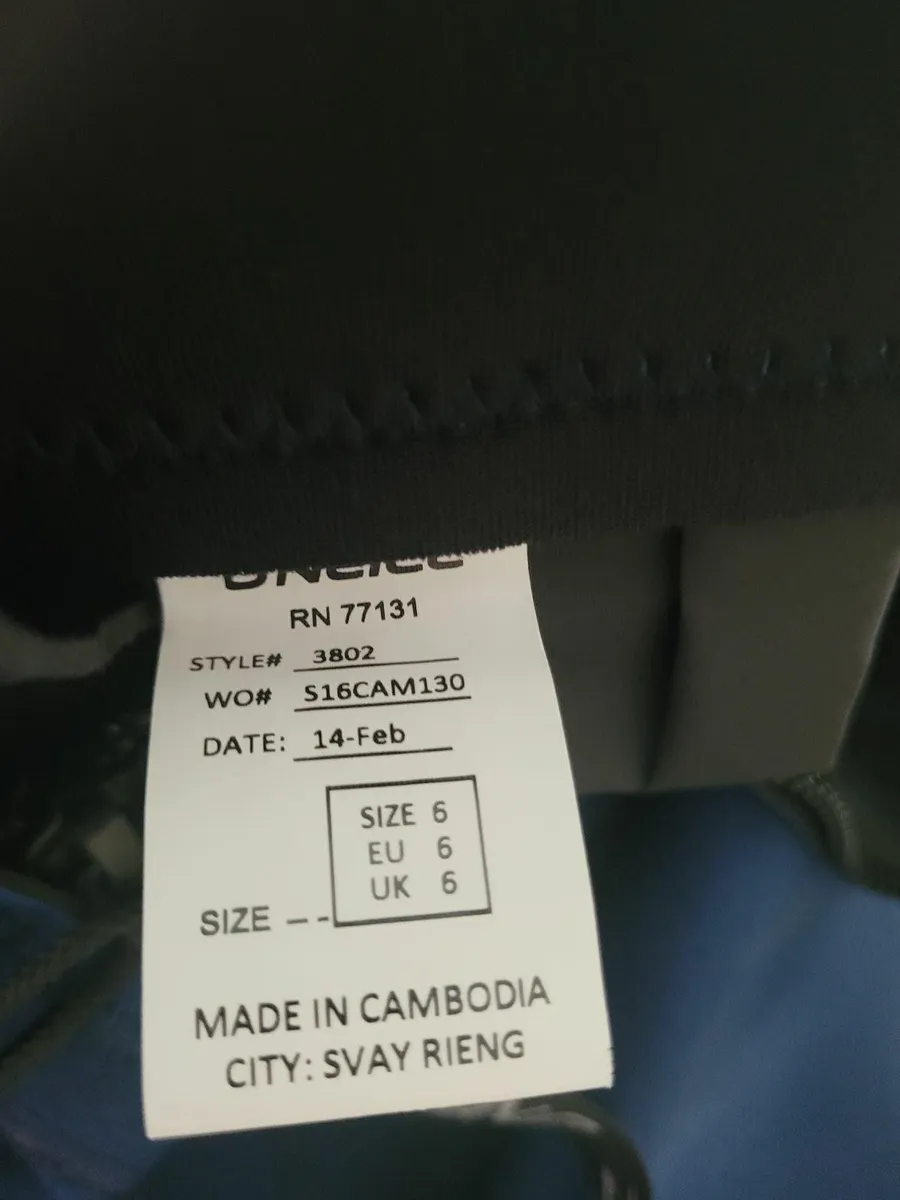 O'NEILL
RN 77131
STYLE# 3802
WO# S16CAM130
DATE: 14-Feb
SIZE 6
EU 6
UK 6
SIZE --
MADE IN CAMBODIA
CITY: SVAY RIENG